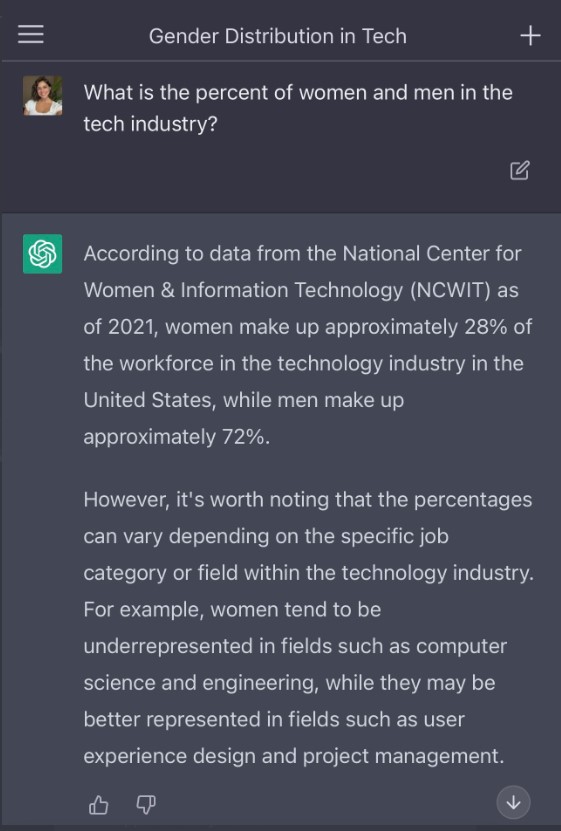 Gender Distribution in Tech
What is the percent of women and men in the
tech industry?
According to data from the National Center for
Women & Information Technology (NCWIT) as
of 2021, women make up approximately 28% of
the workforce in the technology industry in the
United States, while men make up
approximately 72%.
However, it's worth noting that the percentages
can vary depending on the specific job
category or field within the technology industry.
For example, women tend to be
underrepresented in fields such as computer
science and engineering, while they may be
better represented in fields such as user
experience design and project management.